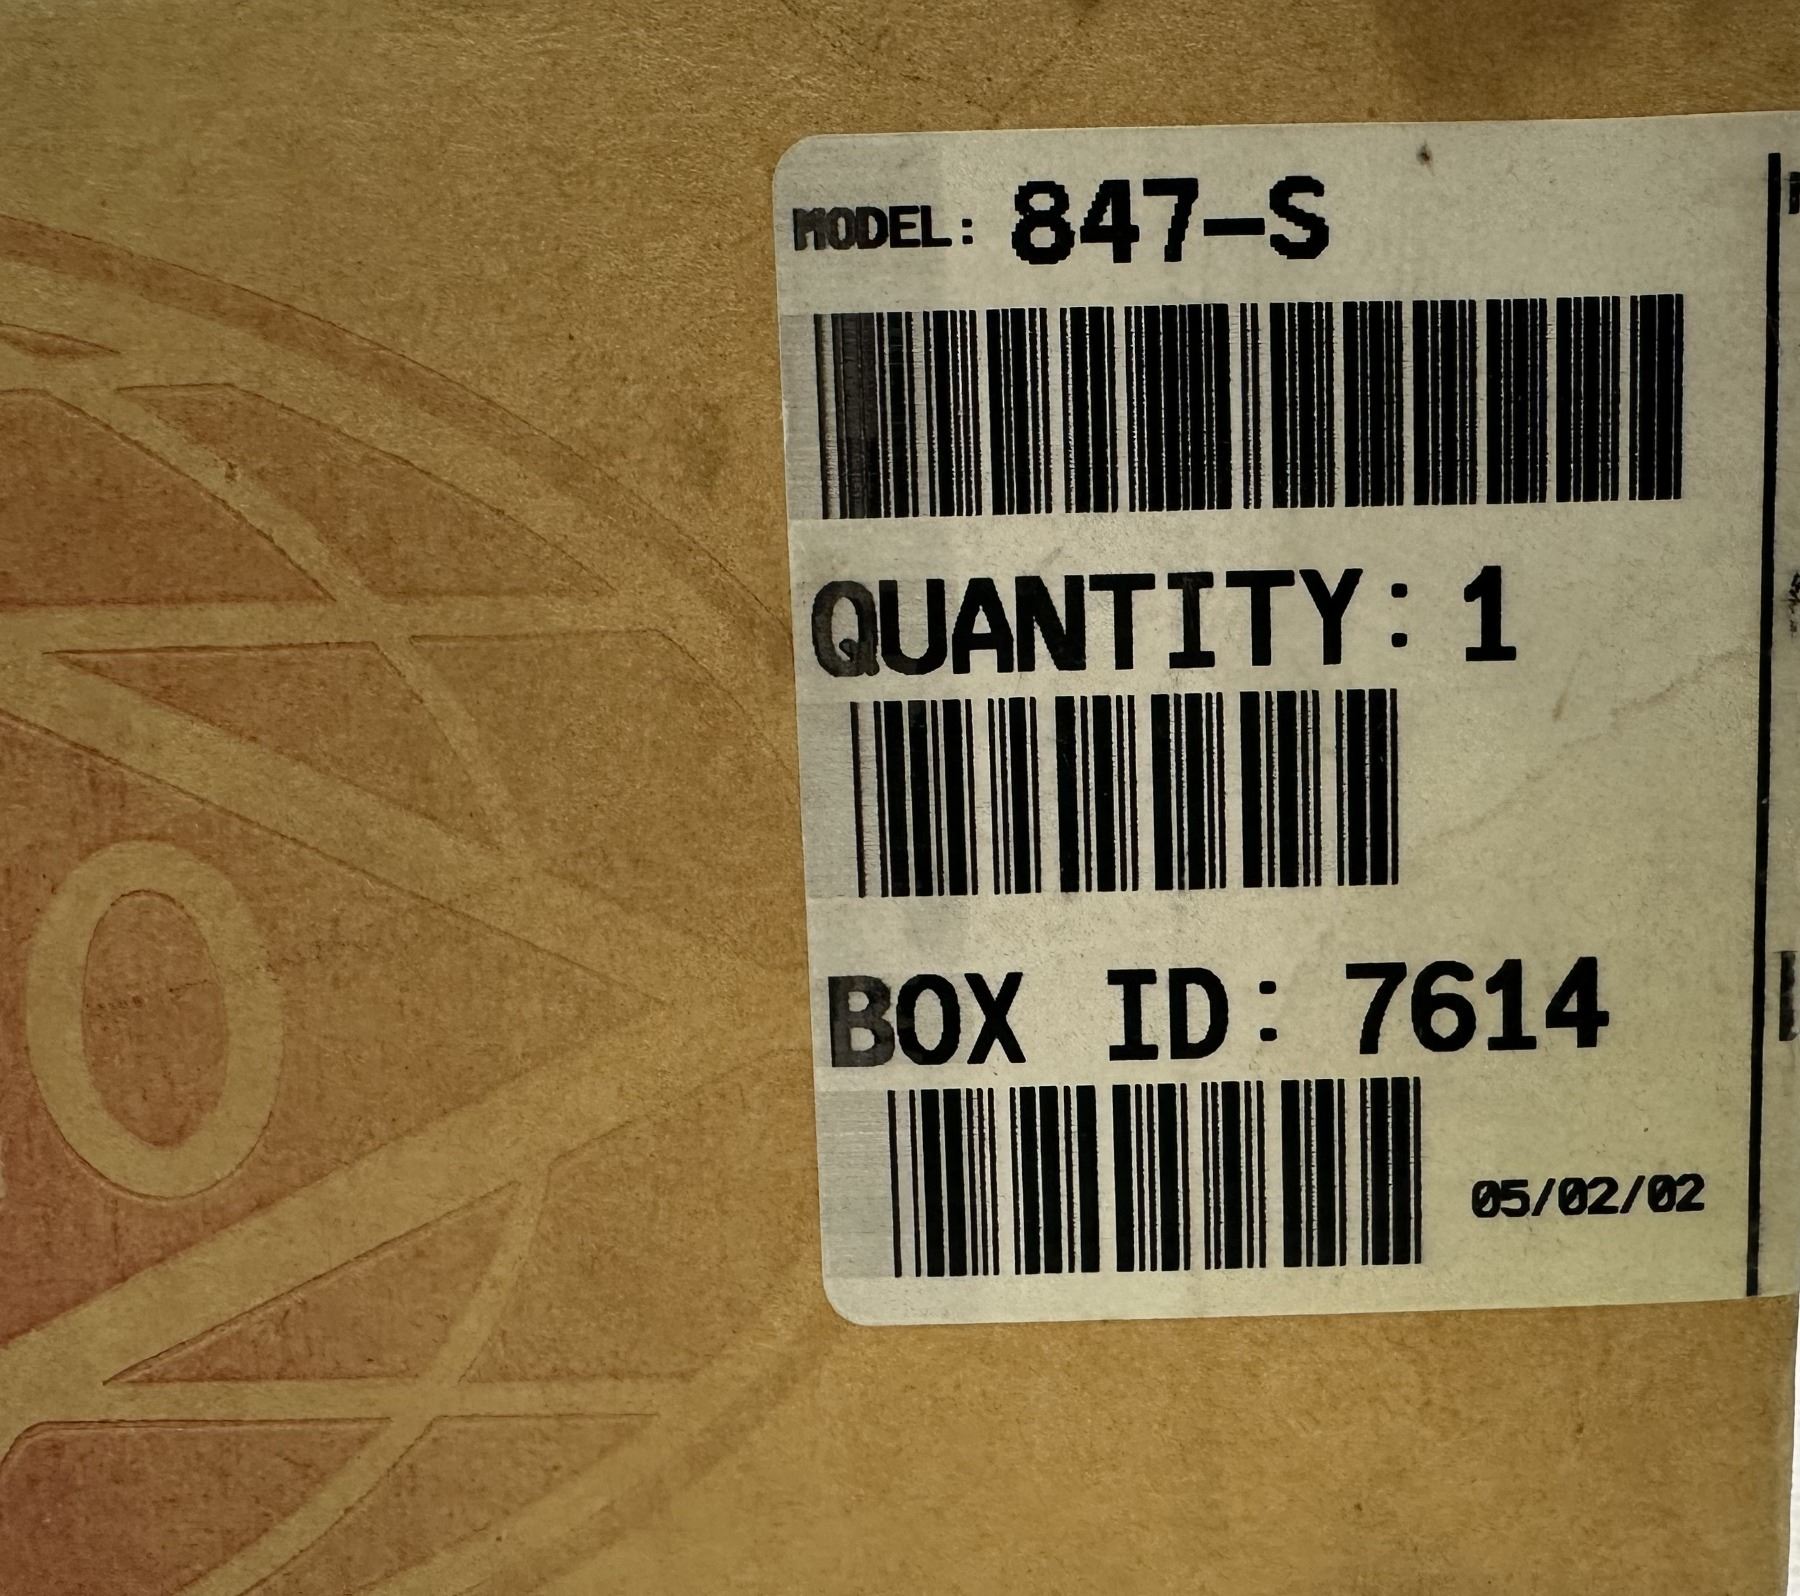 MODEL: 847-S
QUANTITY: 1
BOX ID: 7614
05/02/02
O